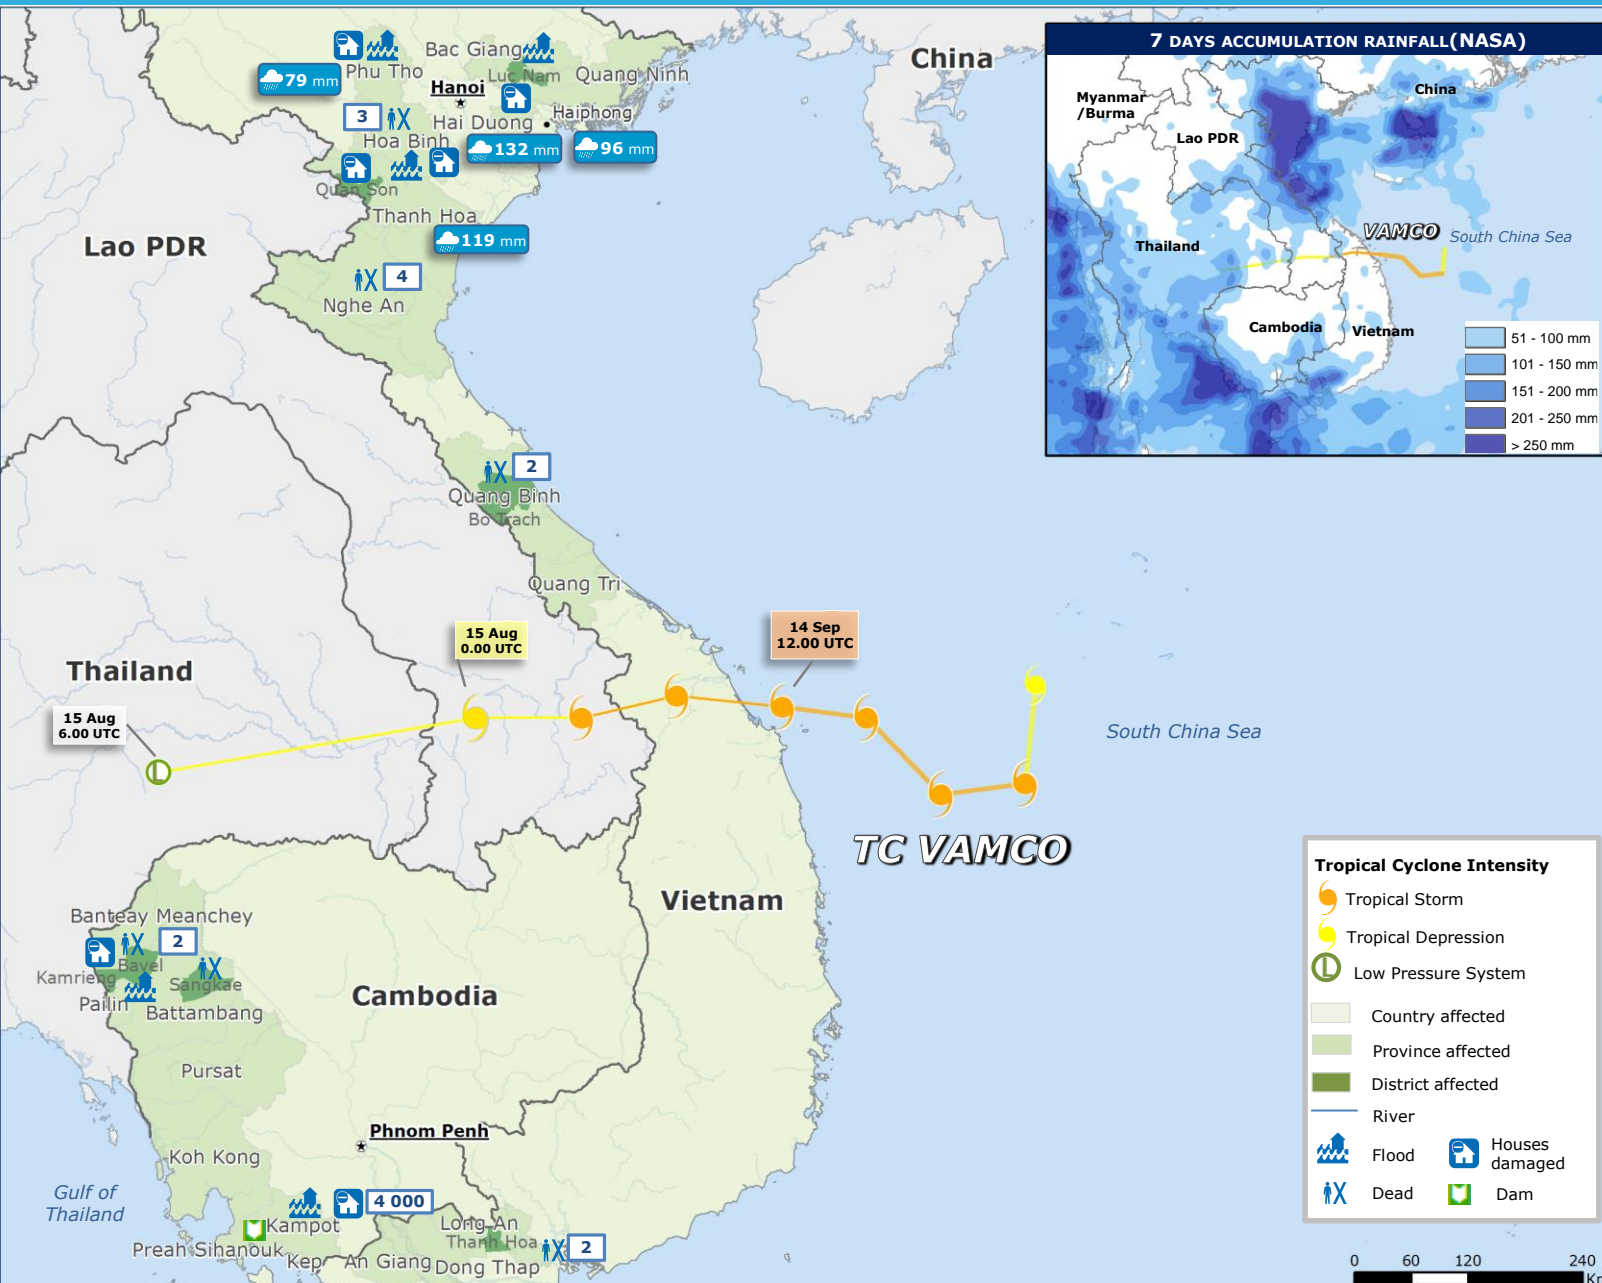 7 DAYS ACCUMULATION RAINFALL(NASA)
Myanmar
/Burma
China
Lao PDR
VAMCO
South China Sea
Thailand
Cambodia
Vietnam
51 - 100 mm
101 - 150 mm
151 - 200 mm
201 - 250 mm
> 250 mm
China
Bac Giang
Phu Tho
Luc Nam
Quang Ninh
79 mm
Hanoi
3
Hai Duong
Haiphong
Hoa Binh
132 mm
96 mm
Quan Son
Thanh Hoa
119 mm
Lao PDR
4
Nghe An
2
Quang Binh
Bo Trach
Quang Tri
15 Aug
0.00 UTC
14 Sep
12.00 UTC
Thailand
15 Aug
6.00 UTC
South China Sea
TC VAMCO
Vietnam
Banteay Meanchey
2
Bavel
Kamrieng
Sangkae
Pailin
Battambang
Cambodia
Pursat
Phnom Penh
Koh Kong
Gulf of
Thailand
4 000
Kampot
Long An
Preah Sihanouk
Thanh Hoa
2
Kep
An Giang
Dong Thap
Tropical Cyclone Intensity
Tropical Storm
Tropical Depression
L
Low Pressure System
Country affected
Province affected
District affected
River
Flood
Houses
damaged
Dead
Dam
0 60 120 240